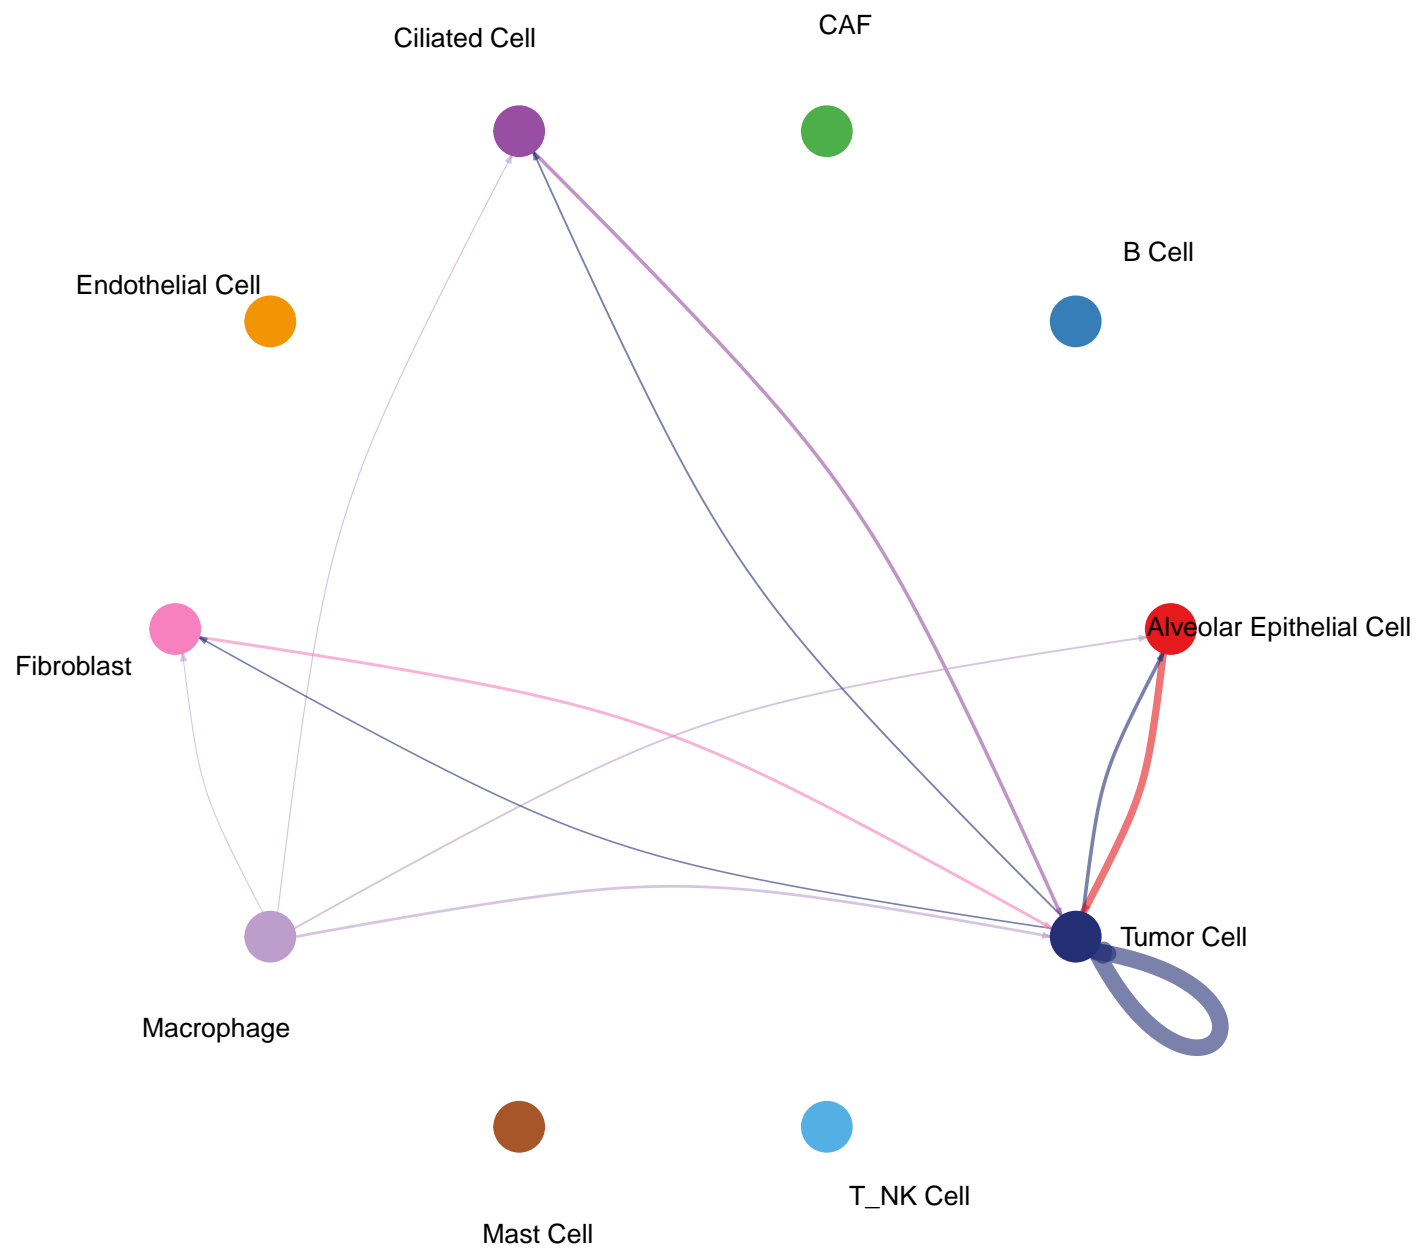 CAF
Ciliated Cell
B Cell
Endothelial Cell
Alveolar Epithelial Cell
Fibroblast
Tumor Cell
Macrophage
T_NK Cell
Mast Cell